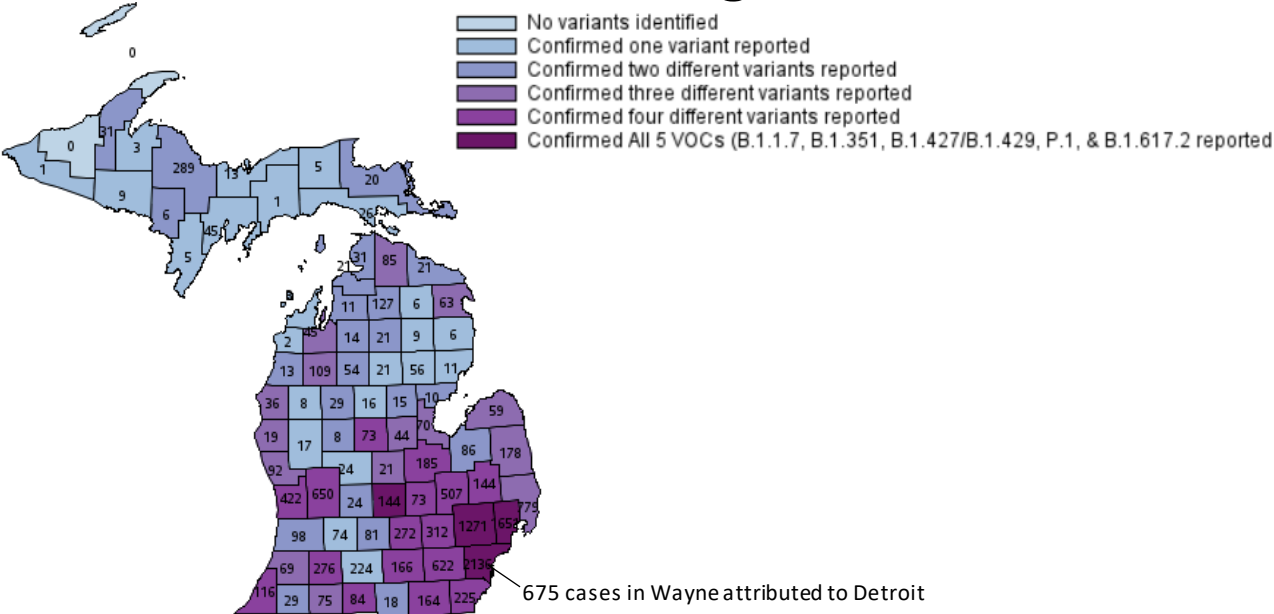 No variants identified
Confirmed one variant reported
Confirmed two different variants reported
Confirmed three different variants reported
Confirmed four different variants reported
Confirmed All 5 VOCs (B.1.1.7, B.1.351, B.1.427/B.1.429, P.1, & B.1.617.2 reported
0
31
0 3
1 289 13 5
9 20
6 1
45 26
5
31 85
21 21
11 127 6 63
45
2 14 21 9 6
13 109 54 21 56 11
36 8 29 16 15 10
59
19 17 8 73 44 70
86 178
92 24 21 185
422 650 24 144 73 507 144
779
98 74 81 272 312 1271
69 276 224 166 622 2136
116 29 75 84 18 164 225
675 cases in Wayne attributed to Detroit